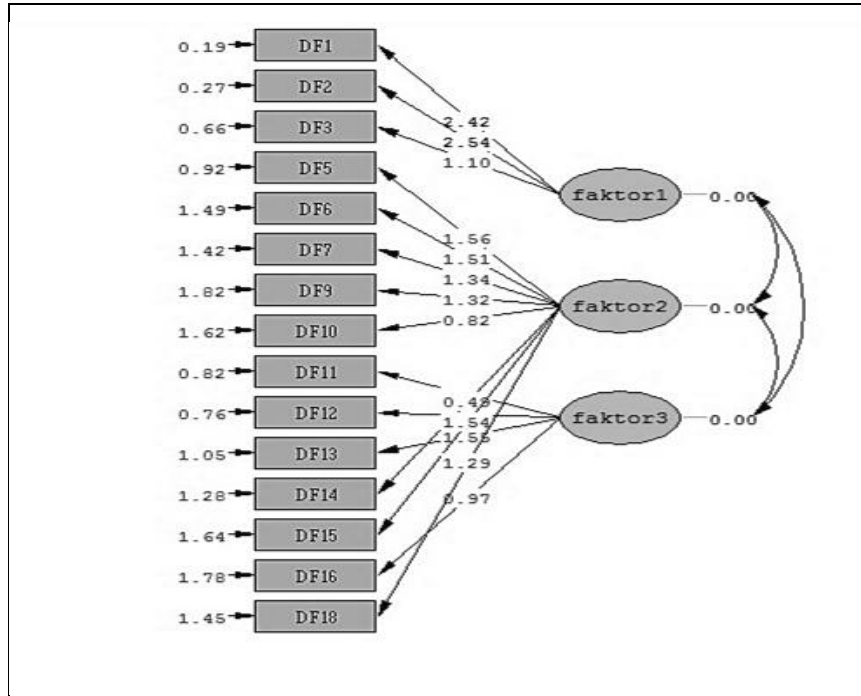 0.19 DF1
0.27 DF2
2.42
0.66 DF3
2.54
1.10
0.92 DF5
faktor1 0.00
1.49 DF6
1.56
1.42 DF7
1.51
1.34
1.82 DF9
1.32
faktor2 0.00
1.62 DF10
0.82
0.82 DF11
0.76 DF12
1.54
faktor3 0.00
1.05 DF13
1.29
1.28 DF14
0.97
1.64 DF15
1.78 DF16
1.45 DF18